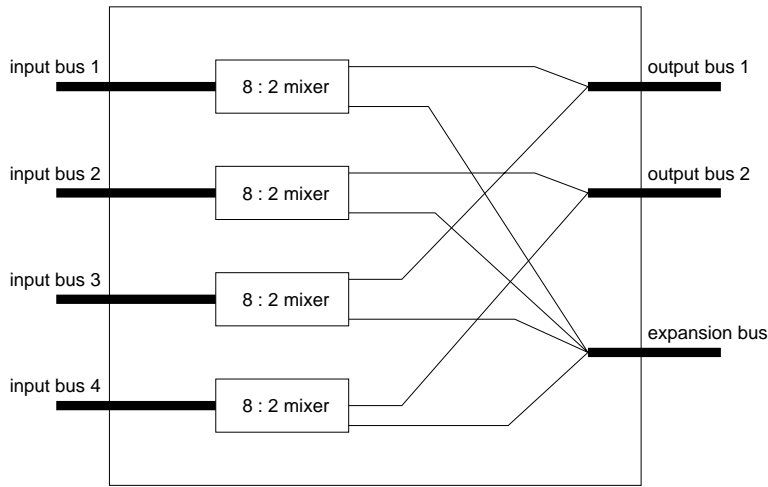 input bus 1
8 : 2 mixer
output bus 1
input bus 2
8 : 2 mixer
output bus 2
input bus 3
8 : 2 mixer
expansion bus
input bus 4
8 : 2 mixer